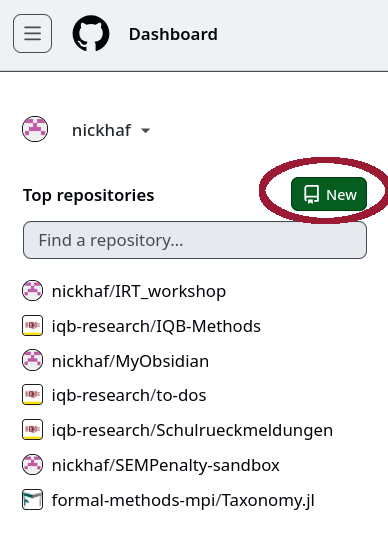 Dashboard
nickhaf
Top repositories
New
Find a repository...
nickhaf/IRT_workshop
iqb-research/IQB-Methods
nickhaf/MyObsidian
iqb-research/to-dos
iqb-research/Schulrueckmeldungen
nickhaf/SEMPenalty-sandbox
formal-methods-mpi/Taxonomy.jl